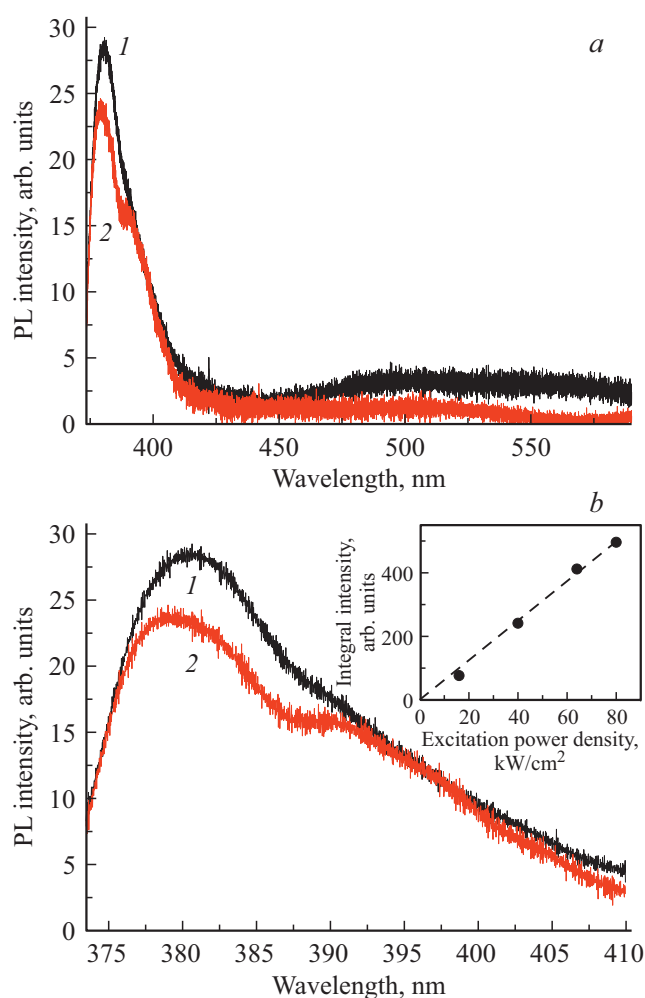 a
30
25
20
15
10
5
0
PL intensity, arb. units
1
2
400
450
500
550
Wavelength, nm
b
30
25
20
15
10
5
0
PL intensity, arb. units
1
2
375 380 385 390 395 400 405 410
Wavelength, nm
Integral intensity,
arb. units
400
200
0
0 20 40 60 80
Excitation power density,
kW/cm²